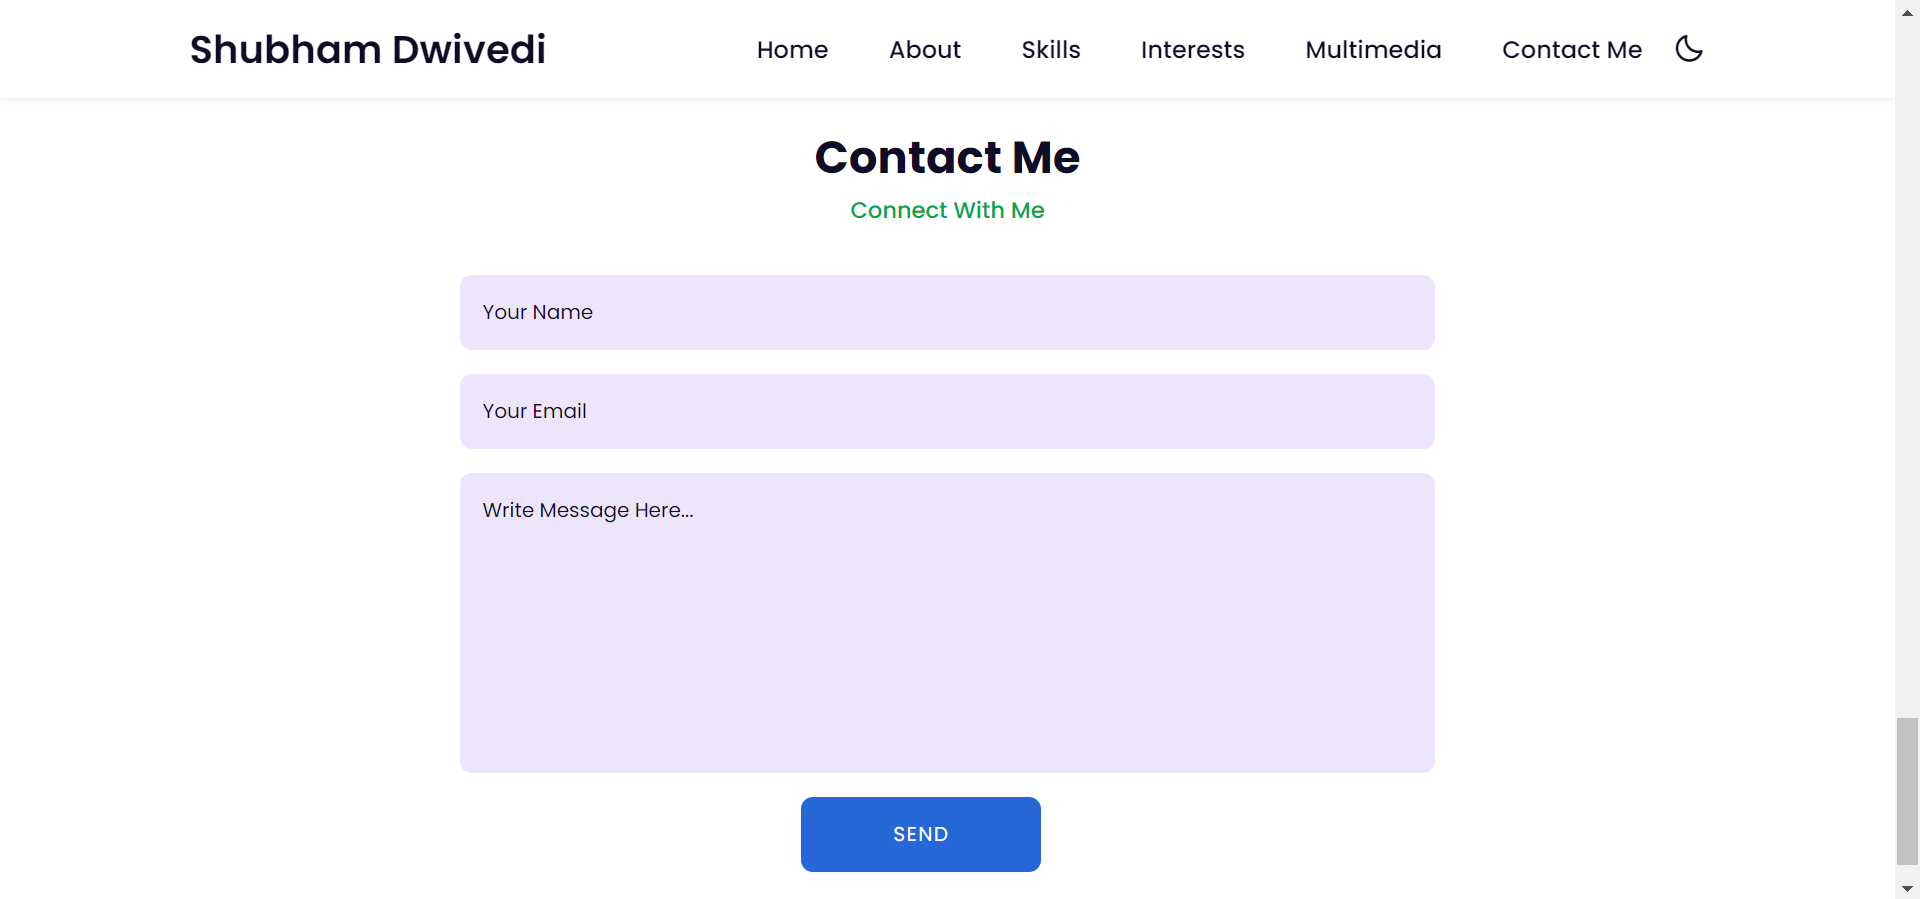 Shubham Dwivedi Home About Skills Interests Multimedia Contact Me
Contact Me
Connect With Me
Your Name
Your Email
Write Message Here...
SEND